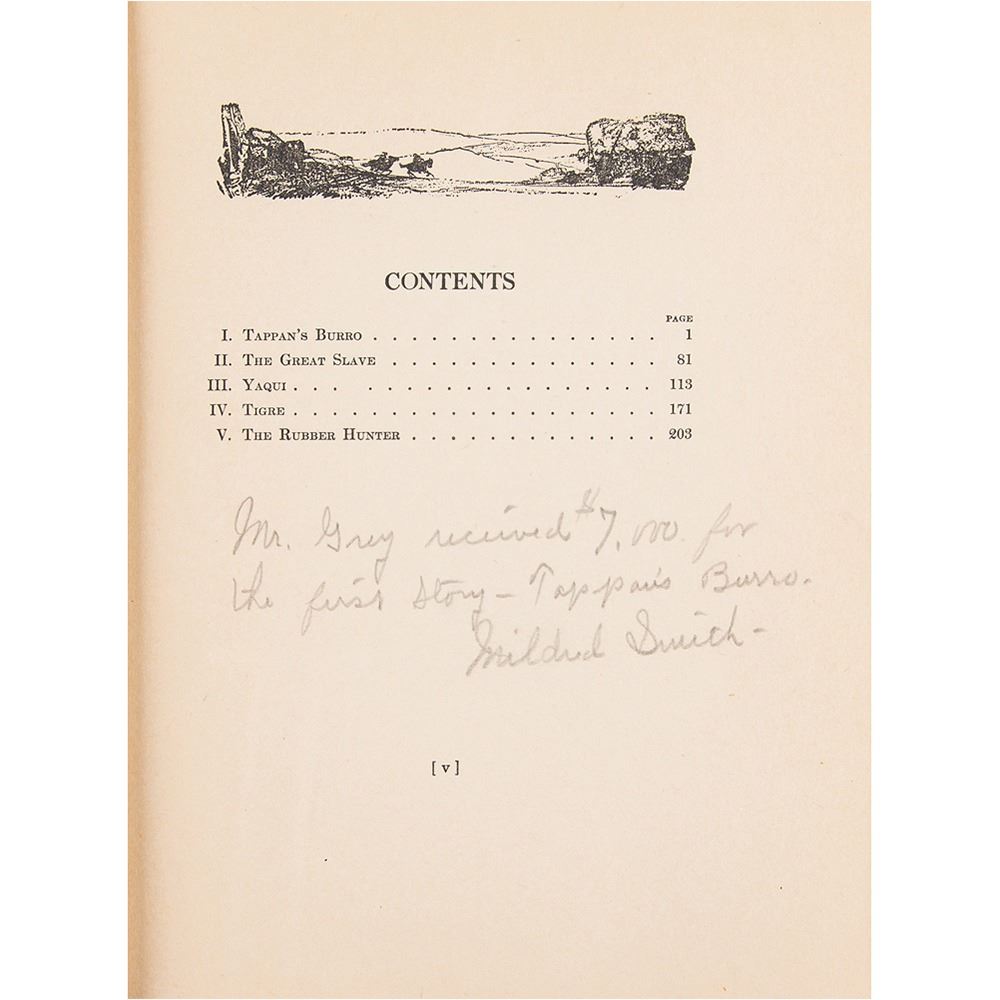 CONTENTS
PAGE
I. Tappan's Burro . . . . . . . . . . . . . . . 1
II. The Great Slave . . . . . . . . . . . . . . 81
III. Yaqui . . . . . . . . . . . . . . . . . . 113
IV. Tigre . . . . . . . . . . . . . . . . . . . 171
V. The Rubber Hunter . . . . . . . . . . . . . 203
Mr. Grey received $7,000. for
the first Story – Tappan's Burro.
Mildred Smith –
[ v ]